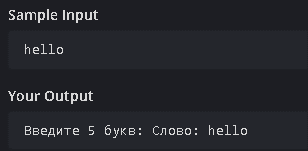 Sample Input
hello
Your Output
Введите 5 букв: Слово: hello